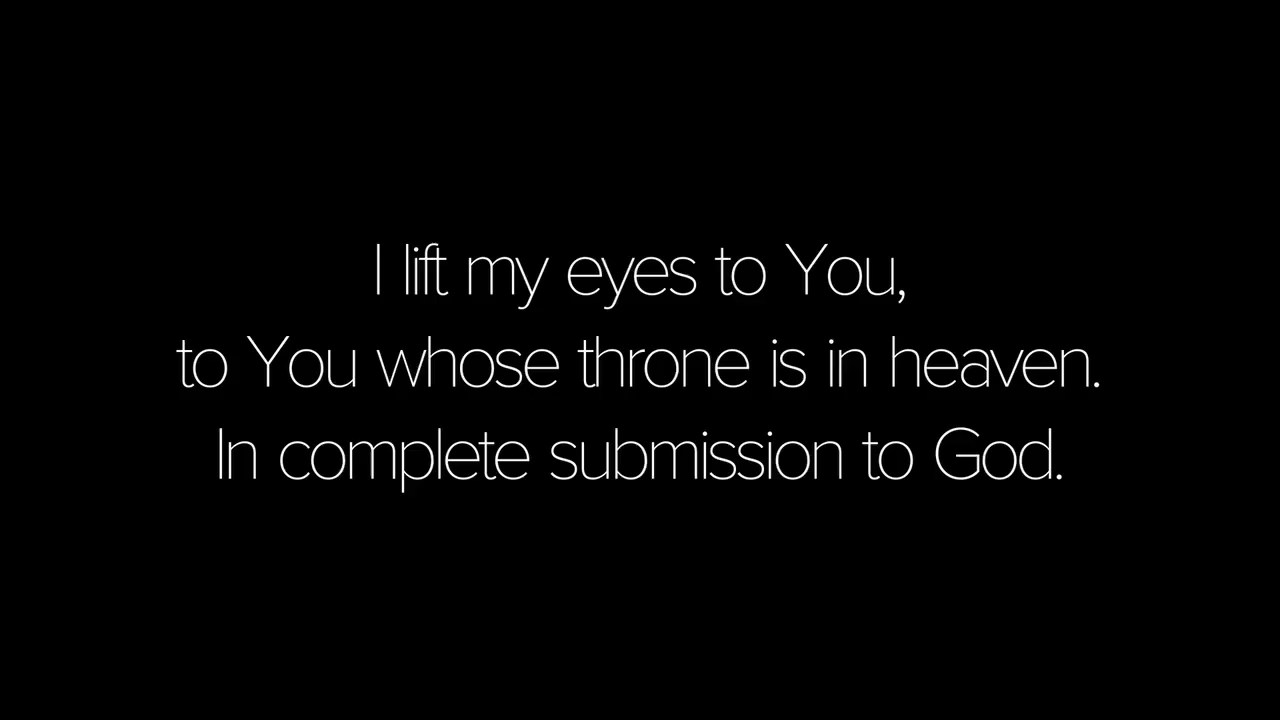 I lift my eyes to You,
to You whose throne is in heaven.
In complete submission to God.